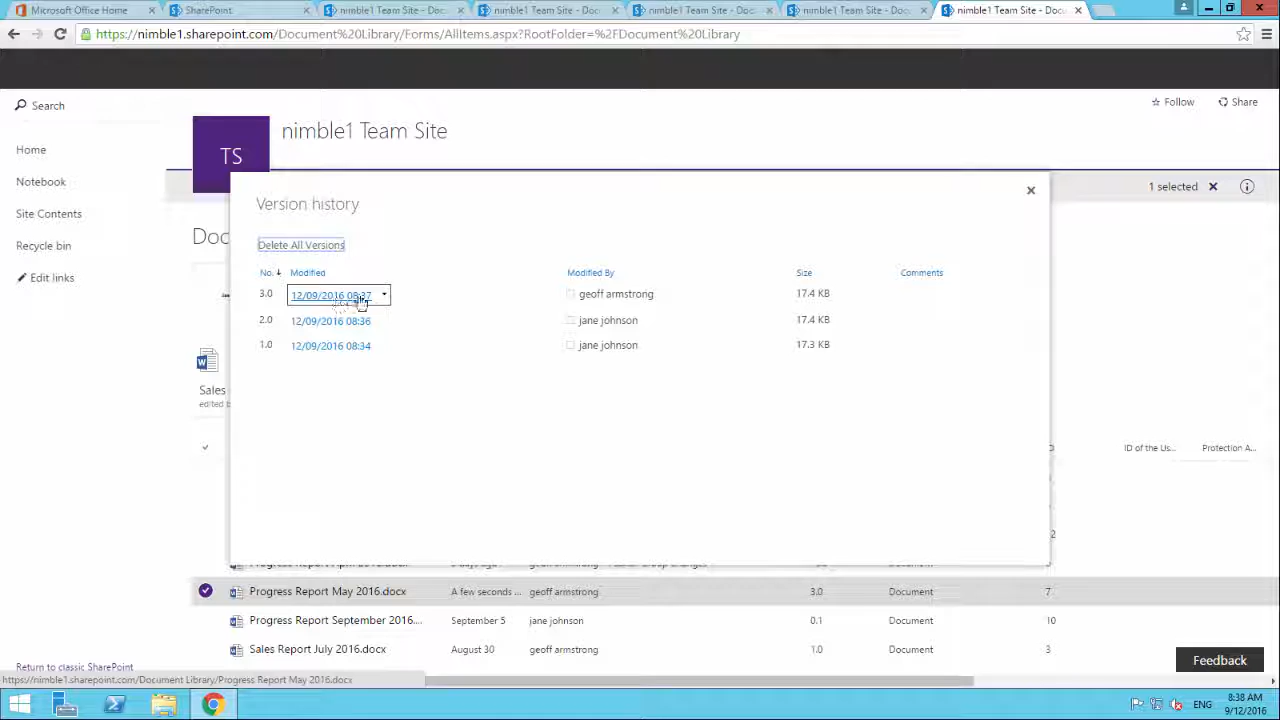 Microsoft Office Home
SharePoint
nimble1 Team Site - Doc
nimble1 Team Site - Doc
nimble1 Team Site - Doc
nimble1 Team Site - Doc
nimble1 Team Site - Docu
https://nimble1.sharepoint.com/Document%20Library/Forms/AllItems.aspx?RootFolder=%2FDocument%20Library
Search
Follow
Share
nimble1 Team Site
TS
Home
Notebook
Site Contents
Recycle bin
Edit links
1 selected
Doc
Version history
Delete All Versions
No. Modified Modified By Size Comments
3.0 12/09/2016 08:37 geoff armstrong 17.4 KB
2.0 12/09/2016 08:36 jane johnson 17.4 KB
1.0 12/09/2016 08:34 jane johnson 17.3 KB
Sales
edited b
ID of the Us... Protection A...
Progress Report May 2016.docx A few seconds ... geoff armstrong 3.0 Document 7
Progress Report September 2016.... September 5 jane johnson 0.1 Document 10
Sales Report July 2016.docx August 30 geoff armstrong 1.0 Document 3
Feedback
Return to classic SharePoint
https://nimble1.sharepoint.com/Document Library/Progress Report May 2016.docx
ENG
8:38 AM
9/12/2016